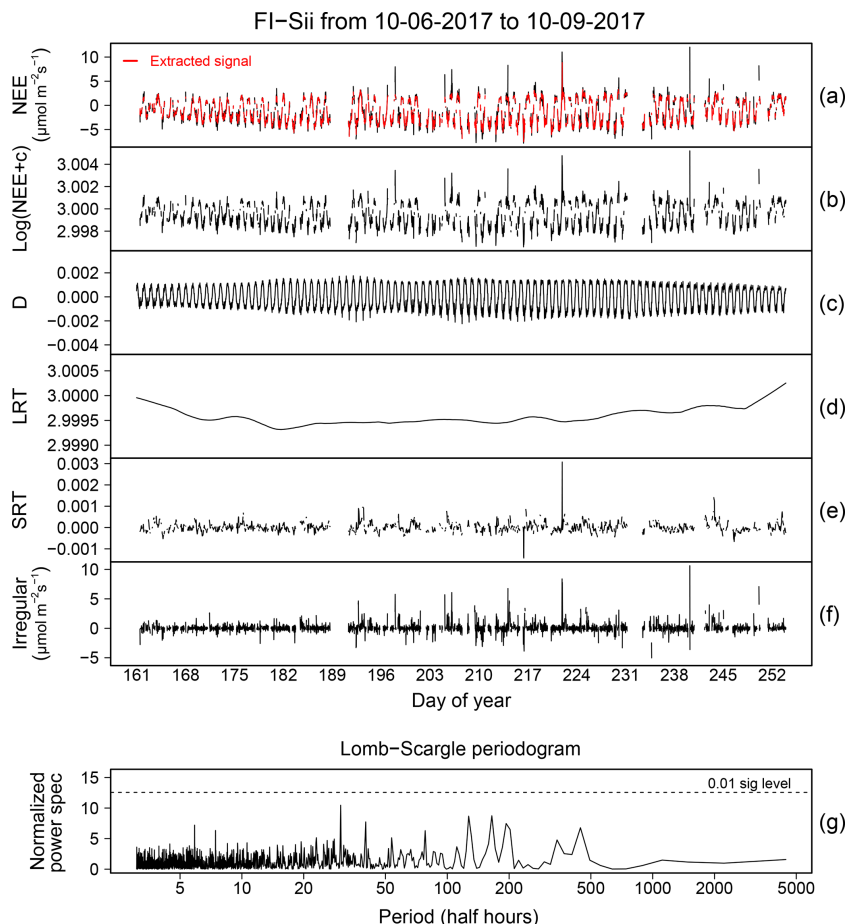 FI−Sii from 10-06-2017 to 10-09-2017
Extracted signal
NEE
(μmol m−2s−1)
10
5
0
−5
(a)
Log(NEE+c)
3.004
3.002
3.000
2.998
(b)
D
0.002
0.000
−0.002
−0.004
(c)
LRT
3.0005
3.0000
2.9995
2.9990
(d)
SRT
0.003
0.002
0.001
0.000
−0.001
(e)
Irregular
(μmol m−2s−1)
10
5
0
−5
(f)
161 168 175 182 189 196 203 210 217 224 231 238 245 252
Day of year
Lomb−Scargle periodogram
Normalized
power spec
15
10
5
0
0.01 sig level
(g)
5 10 20 50 100 200 500 1000 2000 5000
Period (half hours)